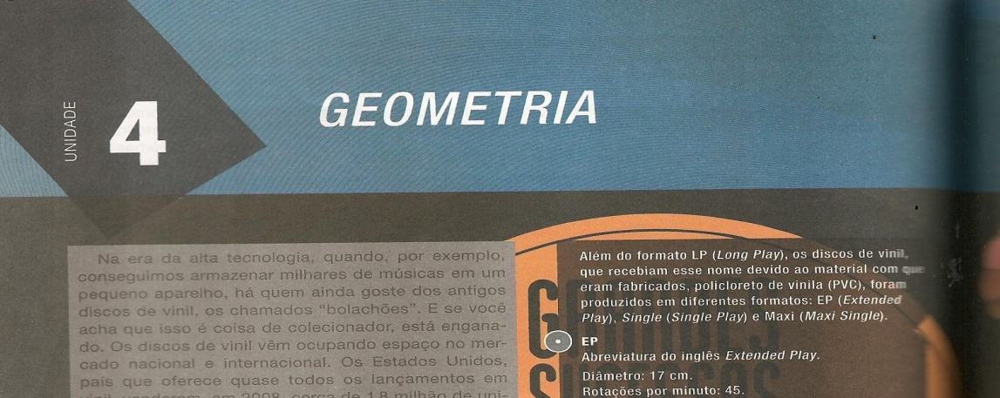 UNIDADE
4
GEOMETRIA
Na era da alta tecnologia, quando, por exemplo,
conseguimos armazenar milhares de músicas em um
pequeno aparelho, há quem ainda goste dos antigos
discos de vinil, os chamados “bolachões”. E se você
acha que isso é coisa de colecionador, está engana-
do. Os discos de vinil vêm ocupando espaço no mer-
cado nacional e internacional. Os Estados Unidos,
país que oferece quase todos os lançamentos em
vinil, venderam, em 2008, cerca de 1,8 milhão de uni-
Além do formato LP (Long Play), os discos de vinil,
que recebiam esse nome devido ao material com que
eram fabricados, policloreto de vinila (PVC), foram
produzidos em diferentes formatos: EP (Extended
Play), Single (Single Play) e Maxi (Maxi Single).
EP
Abreviatura do inglês Extended Play.
Diâmetro: 17 cm.
Rotações por minuto: 45.